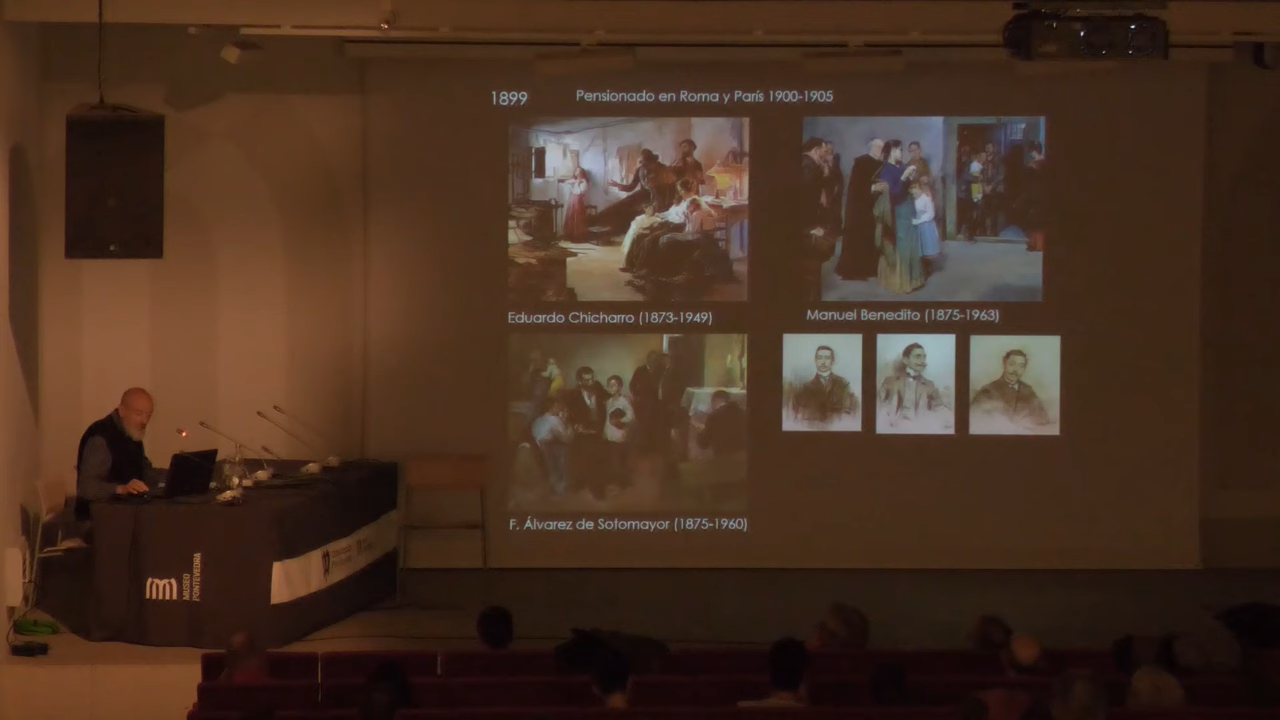 1899
Pensionado en Roma y París 1900-1905
Eduardo Chicharro (1873-1949)
Manuel Benedito (1875-1963)
F. Álvarez de Sotomayor (1875-1960)
MUSEO
PONTEVEDRA